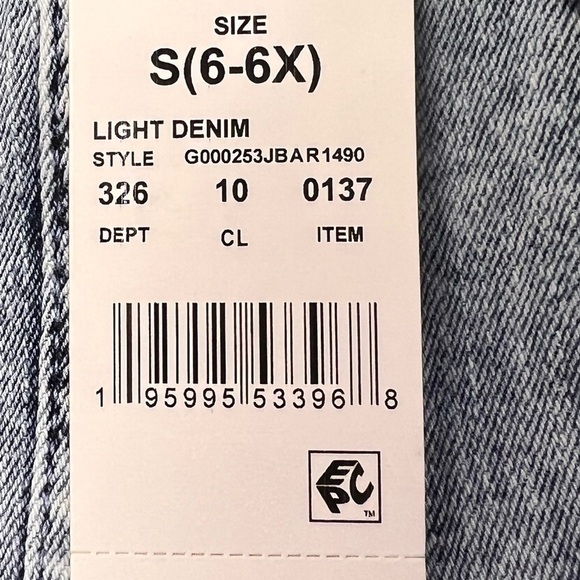 SIZE
S(6-6X)
LIGHT DENIM
STYLE G000253JBAR1490
326 10 0137
DEPT CL ITEM
1 95995 53396 8
EPC
TM